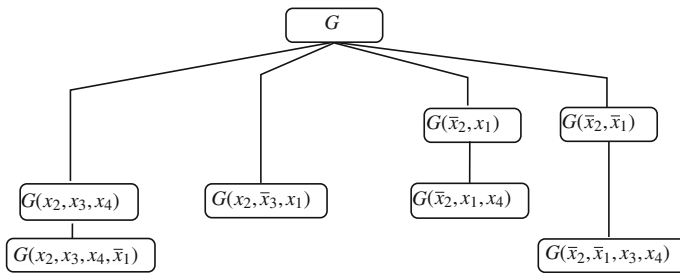 G
G(x̅₂, x₁) G(x̅₂, x̅₁)
G(x₂, x₃, x₄) G(x₂, x̅₃, x₁) G(x̅₂, x₁, x₄)
G(x₂, x₃, x₄, x̅₁) G(x̅₂, x̅₁, x₃, x₄)